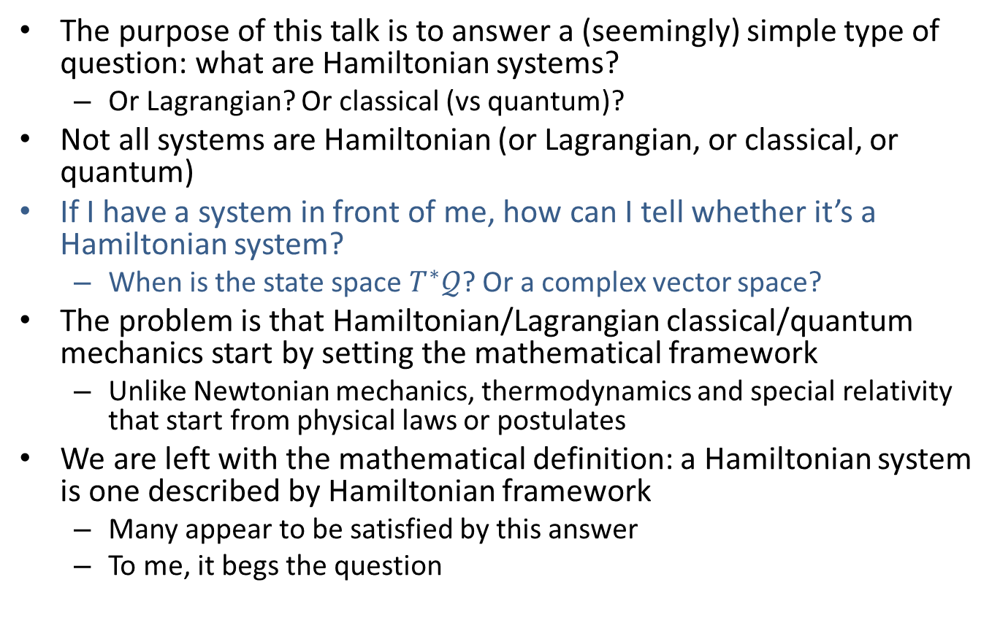 • The purpose of this talk is to answer a (seemingly) simple type of
question: what are Hamiltonian systems?
– Or Lagrangian? Or classical (vs quantum)?
• Not all systems are Hamiltonian (or Lagrangian, or classical, or
quantum)
• If I have a system in front of me, how can I tell whether it’s a
Hamiltonian system?
– When is the state space 𝑇*𝒬? Or a complex vector space?
• The problem is that Hamiltonian/Lagrangian classical/quantum
mechanics start by setting the mathematical framework
– Unlike Newtonian mechanics, thermodynamics and special relativity
that start from physical laws or postulates
• We are left with the mathematical definition: a Hamiltonian system
is one described by Hamiltonian framework
– Many appear to be satisfied by this answer
– To me, it begs the question